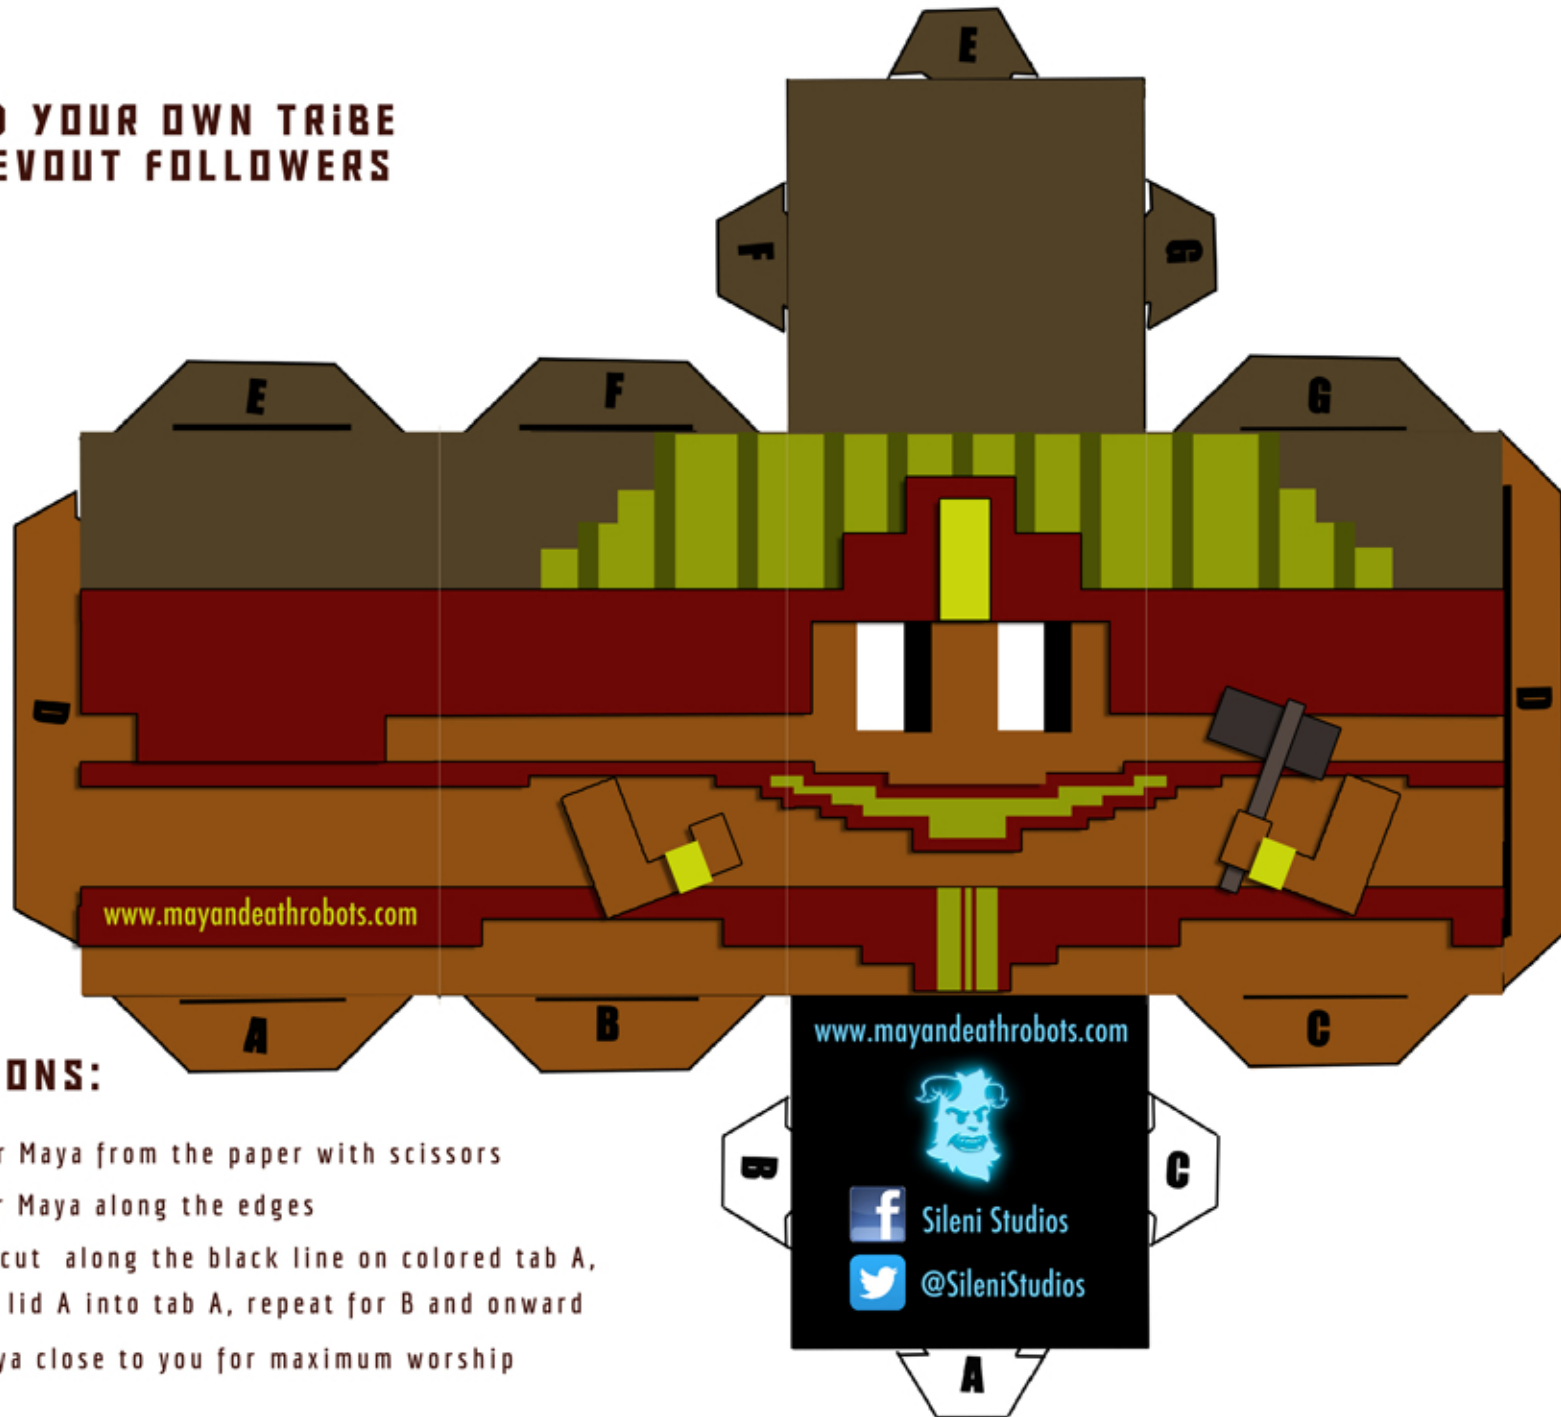 YOUR OWN TRiBE
EVOUT FOLLOWERS
E
F
G
E
F
G
D
D
www.mayandeathrobots.com
A
B
C
ONS:
r Maya from the paper with scissors
r Maya along the edges
cut along the black line on colored tab A,
lid A into tab A, repeat for B and onward
ya close to you for maximum worship
www.mayandeathrobots.com
B
C
f Sileni Studios
@SileniStudios
A